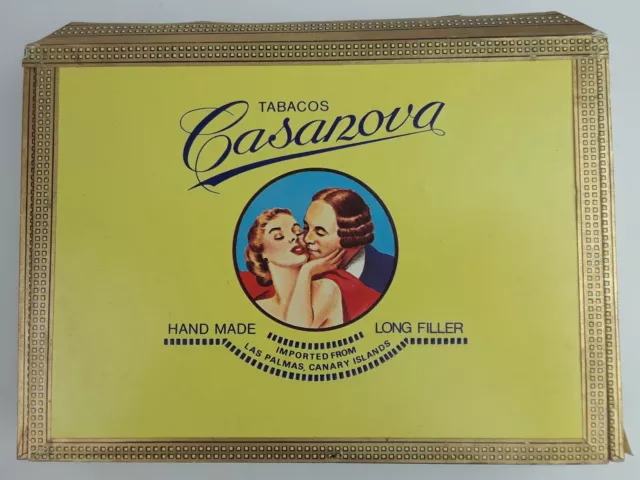 TABACOS
Casanova
HAND MADE LONG FILLER
IMPORTED FROM
LAS PALMAS, CANARY ISLANDS